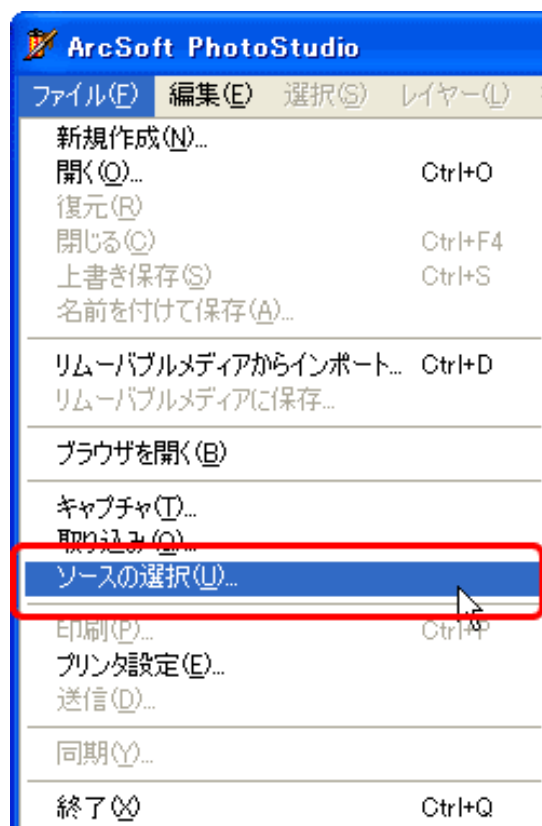 ArcSoft PhotoStudio
ファイル(F) 編集(E) 選択(S) レイヤー(L)
新規作成(N)...
開く(O)... Ctrl+O
復元(R)
閉じる(C) Ctrl+F4
上書き保存(S) Ctrl+S
名前を付けて保存(A)...
リムーバブルメディアからインポート... Ctrl+D
リムーバブルメディアに保存...
ブラウザを開く(B)
キャプチャ(T)...
取り込み(Q)...
ソースの選択(U)...
印刷(P)... Ctrl+P
プリンタ設定(E)...
送信(D)...
同期(Y)...
終了(X) Ctrl+Q